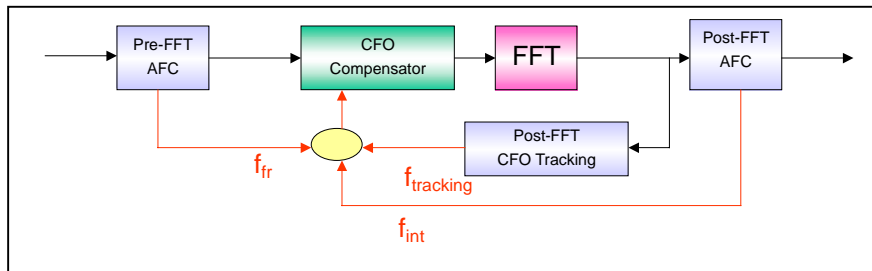 Pre-FFT
AFC
CFO
Compensator
FFT
Post-FFT
AFC
Post-FFT
CFO Tracking
f_fr
f_tracking
f_int